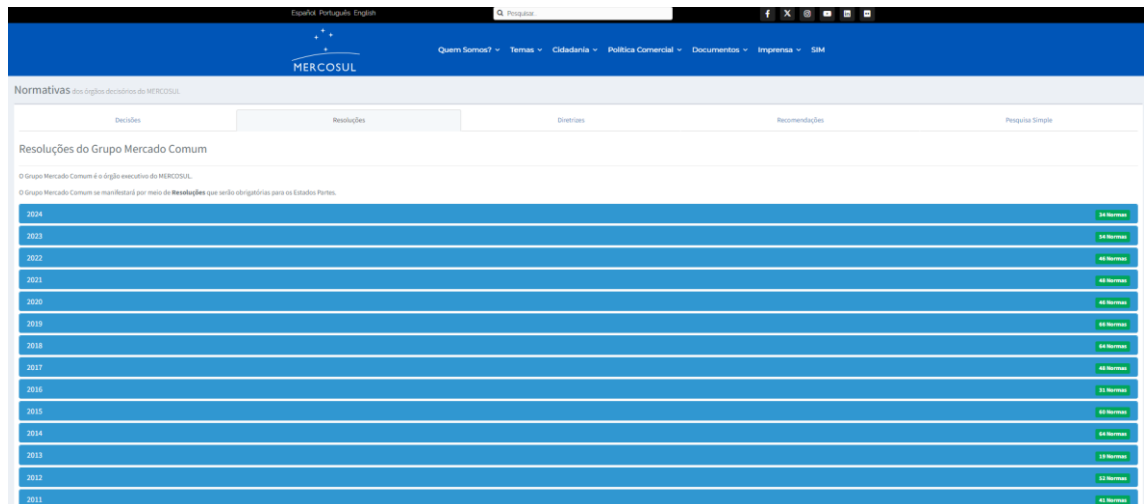 Español Português English
Pesquisar...
MERCOSUL
Quem Somos? Temas Cidadania Política Comercial Documentos Imprensa SIM
Normativas dos órgãos decisórios do MERCOSUL
Decisões Resoluções Diretrizes Recomendações Pesquisa Simple
Resoluções do Grupo Mercado Comum
O Grupo Mercado Comum é o órgão executivo do MERCOSUL.
O Grupo Mercado Comum se manifestará por meio de Resoluções que serão obrigatórias para os Estados Partes.
2024 34 Normas
2023 54 Normas
2022 46 Normas
2021 48 Normas
2020 46 Normas
2019 66 Normas
2018 64 Normas
2017 48 Normas
2016 31 Normas
2015 60 Normas
2014 64 Normas
2013 19 Normas
2012 52 Normas
2011 41 Normas